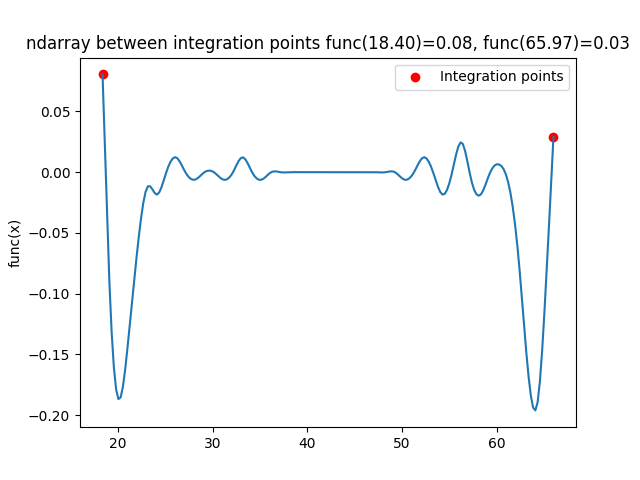 ndarray between integration points func(18.40)=0.08, func(65.97)=0.03
Integration points
0.05
0.00
−0.05
−0.10
−0.15
−0.20
func(x)
20 30 40 50 60